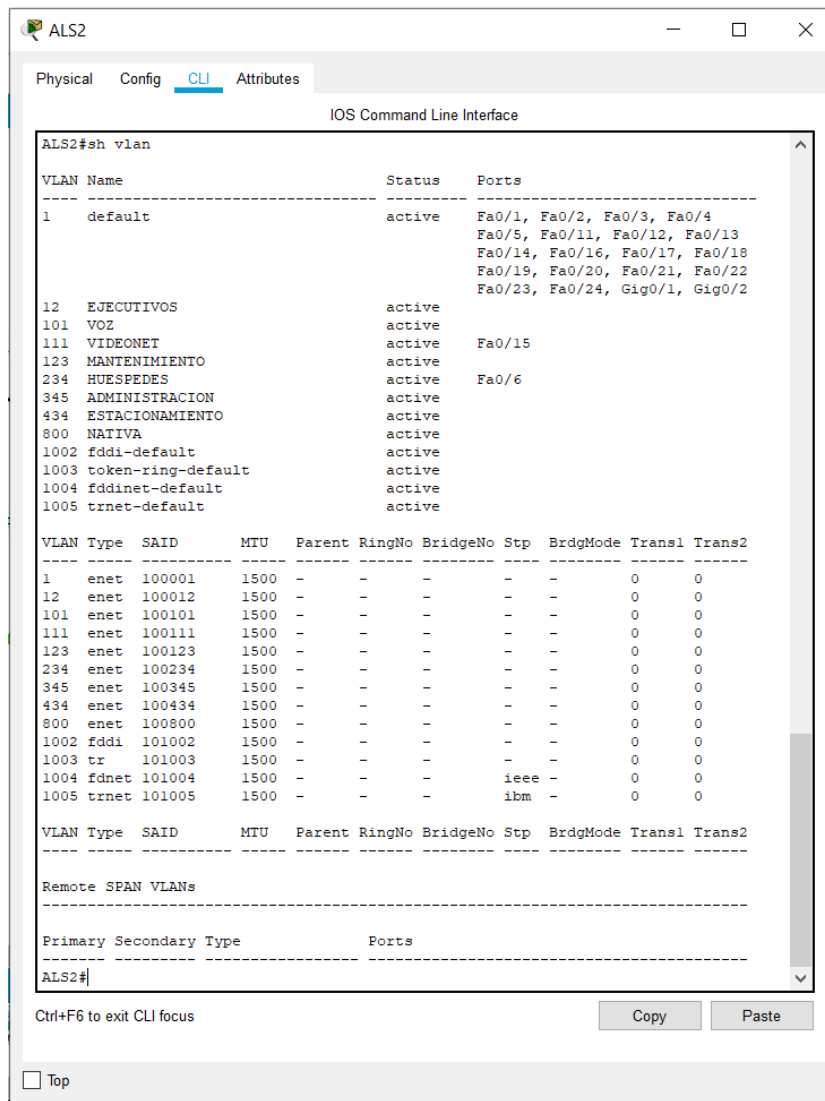 ALS2
Physical Config CLI Attributes
IOS Command Line Interface
ALS2#sh vlan
VLAN Name                             Status    Ports
---- -------------------------------- --------- -------------------------------
1    default                          active    Fa0/1, Fa0/2, Fa0/3, Fa0/4
                                                Fa0/5, Fa0/11, Fa0/12, Fa0/13
                                                Fa0/14, Fa0/16, Fa0/17, Fa0/18
                                                Fa0/19, Fa0/20, Fa0/21, Fa0/22
                                                Fa0/23, Fa0/24, Gig0/1, Gig0/2
12   EJECUTIVOS                       active
101  VOZ                              active
111  VIDEONET                         active    Fa0/15
123  MANTENIMIENTO                    active
234  HUESPEDES                        active    Fa0/6
345  ADMINISTRACION                   active
434  ESTACIONAMIENTO                  active
800  NATIVA                           active
1002 fddi-default                     active
1003 token-ring-default               active
1004 fddinet-default                  active
1005 trnet-default                    active
VLAN Type  SAID       MTU   Parent RingNo BridgeNo Stp  BrdgMode Trans1 Trans2
---- ----- ---------- ----- ------ ------ -------- ---- -------- ------ ------
1    enet  100001     1500  -      -      -        -    -        0      0
12   enet  100012     1500  -      -      -        -    -        0      0
101  enet  100101     1500  -      -      -        -    -        0      0
111  enet  100111     1500  -      -      -        -    -        0      0
123  enet  100123     1500  -      -      -        -    -        0      0
234  enet  100234     1500  -      -      -        -    -        0      0
345  enet  100345     1500  -      -      -        -    -        0      0
434  enet  100434     1500  -      -      -        -    -        0      0
800  enet  100800     1500  -      -      -        -    -        0      0
1002 fddi  101002     1500  -      -      -        -    -        0      0
1003 tr    101003     1500  -      -      -        -    -        0      0
1004 fdnet 101004     1500  -      -      -        ieee -        0      0
1005 trnet 101005     1500  -      -      -        ibm  -        0      0
VLAN Type  SAID       MTU   Parent RingNo BridgeNo Stp  BrdgMode Trans1 Trans2
---- ----- ---------- ----- ------ ------ -------- ---- -------- ------ ------
Remote SPAN VLANs
------------------------------------------------------------------------------
Primary Secondary Type              Ports
------- --------- ----------------- ------------------------------------------
ALS2#
Ctrl+F6 to exit CLI focus
Copy Paste
Top